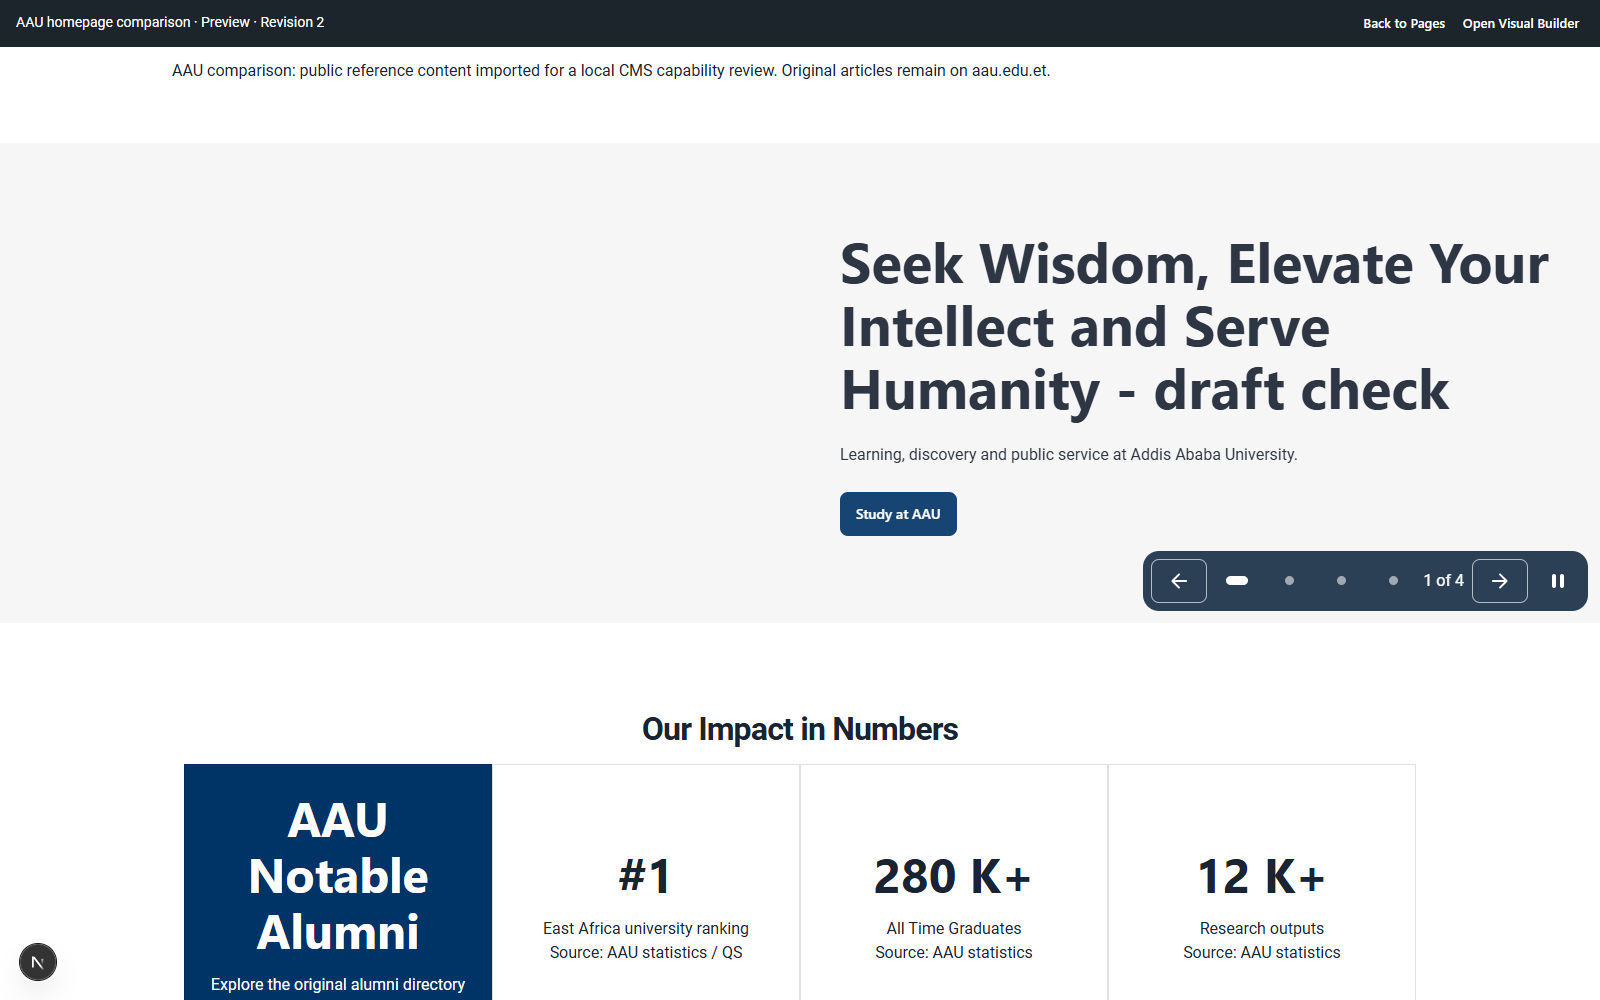 AAU homepage comparison · Preview · Revision 2
Back to Pages
Open Visual Builder
AAU comparison: public reference content imported for a local CMS capability review. Original articles remain on aau.edu.et.
Seek Wisdom, Elevate Your
Intellect and Serve
Humanity - draft check
Learning, discovery and public service at Addis Ababa University.
Study at AAU
1 of 4
Our Impact in Numbers
AAU
Notable
Alumni
Explore the original alumni directory
#1
East Africa university ranking
Source: AAU statistics / QS
280 K+
All Time Graduates
Source: AAU statistics
12 K+
Research outputs
Source: AAU statistics
N